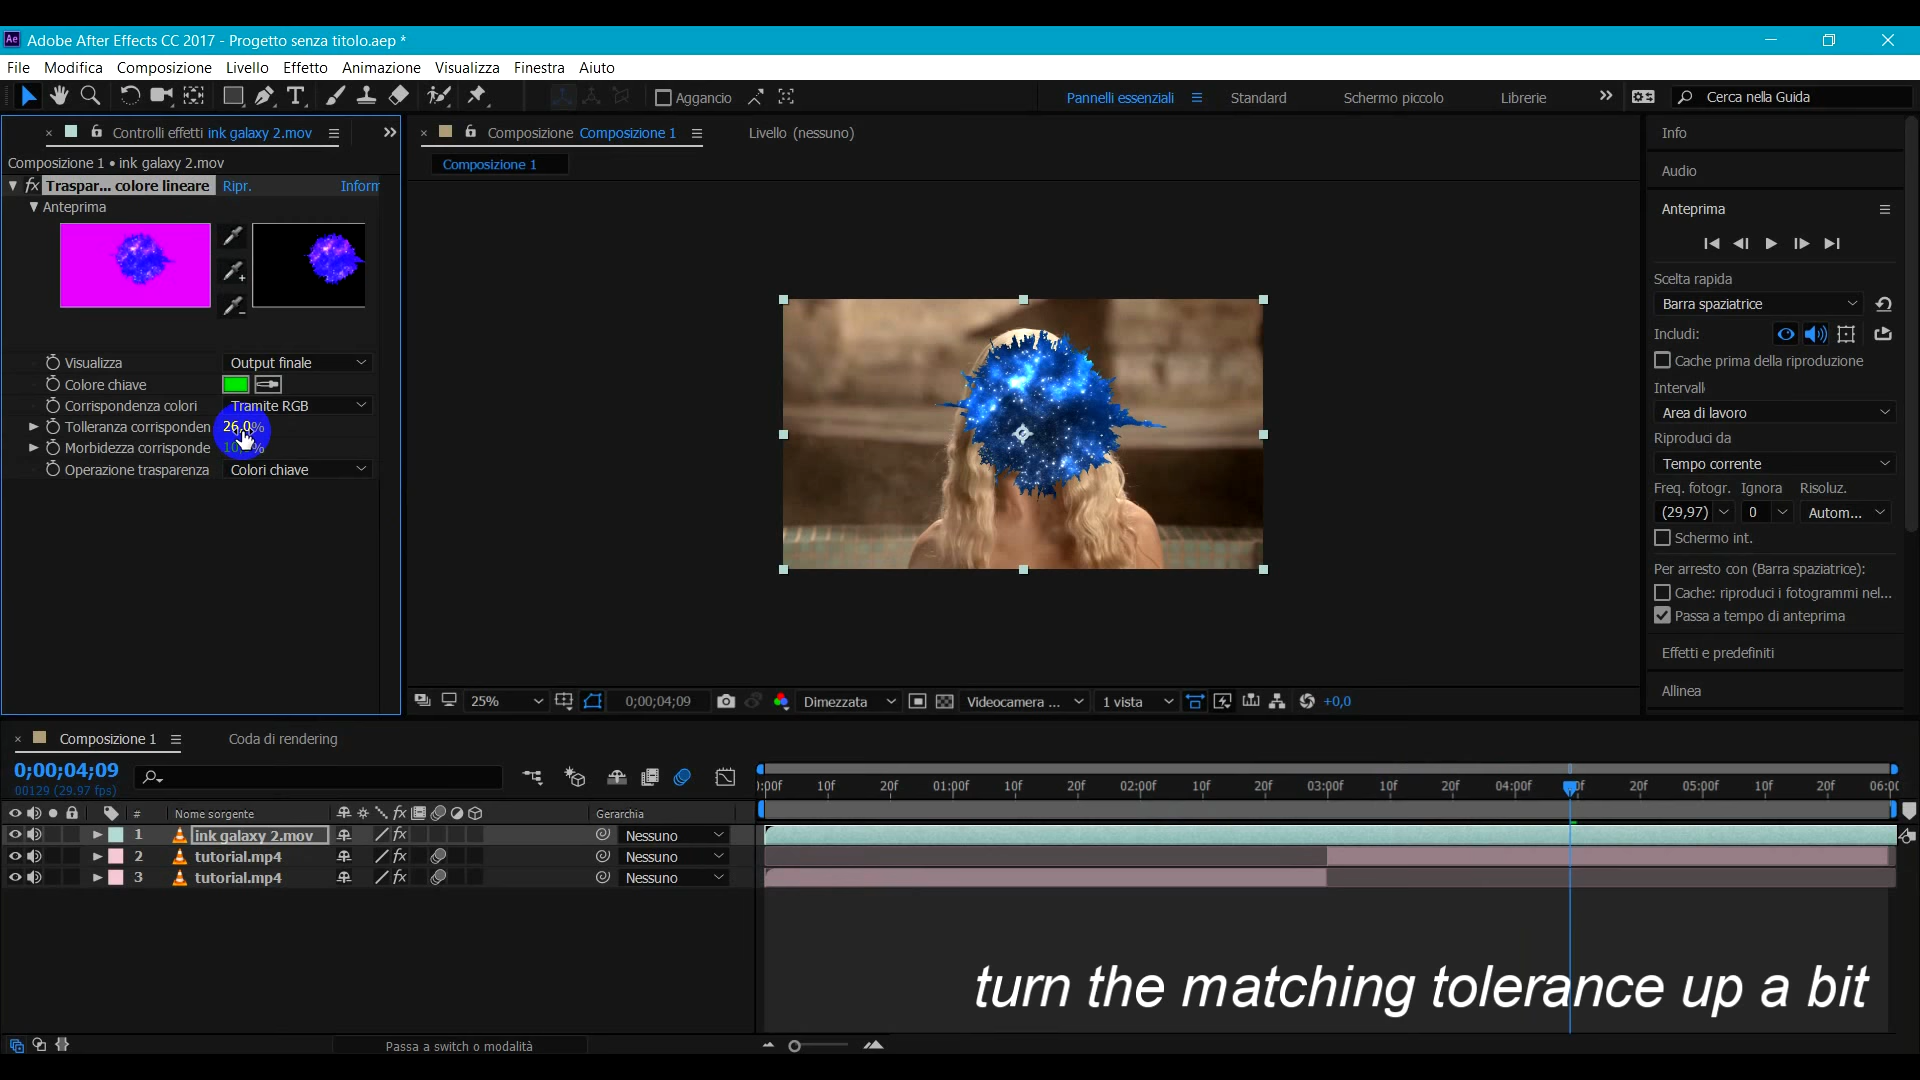 Ae Adobe After Effects CC 2017 - Progetto senza titolo.aep *
File Modifica Composizione Livello Effetto Animazione Visualizza Finestra Aiuto
Aggancio
Pannelli essenziali Standard Schermo piccolo Librerie Cerca nella Guida
Controlli effetti ink galaxy 2.mov
Composizione 1 • ink galaxy 2.mov
fx Traspar... colore lineare Ripr. Inform
Anteprima
Visualizza Output finale
Colore chiave
Corrispondenza colori Tramite RGB
Tolleranza corrisponden 26,0%
Morbidezza corrisponde
Operazione trasparenza Colori chiave
Composizione Composizione 1 Livello (nessuno)
Composizione 1
25% 0;00;04;09 Dimezzata Videocamera ... 1 vista +0,0
Info
Audio
Anteprima
Scelta rapida
Barra spaziatrice
Includi:
Cache prima della riproduzione
Intervall
Area di lavoro
Riproduci da
Tempo corrente
Freq. fotogr. Ignora Risoluz.
(29,97) 0 Autom...
Schermo int.
Per arresto con (Barra spaziatrice):
Cache: riproduci i fotogrammi nel...
Passa a tempo di anteprima
Effetti e predefiniti
Allinea
Composizione 1 Coda di rendering
0;00;04;09
00129 (29.97 fps)
):00f 10f 20f 01:00f 10f 20f 02:00f 10f 20f 03:00f 10f 20f 04:00f 20f 05:00f 10f 20f 06:00
# Nome sorgente fx Gerarchia
1 ink galaxy 2.mov fx Nessuno
2 tutorial.mp4 fx Nessuno
3 tutorial.mp4 fx Nessuno
turn the matching tolerance up a bit
Passa a switch o modalità